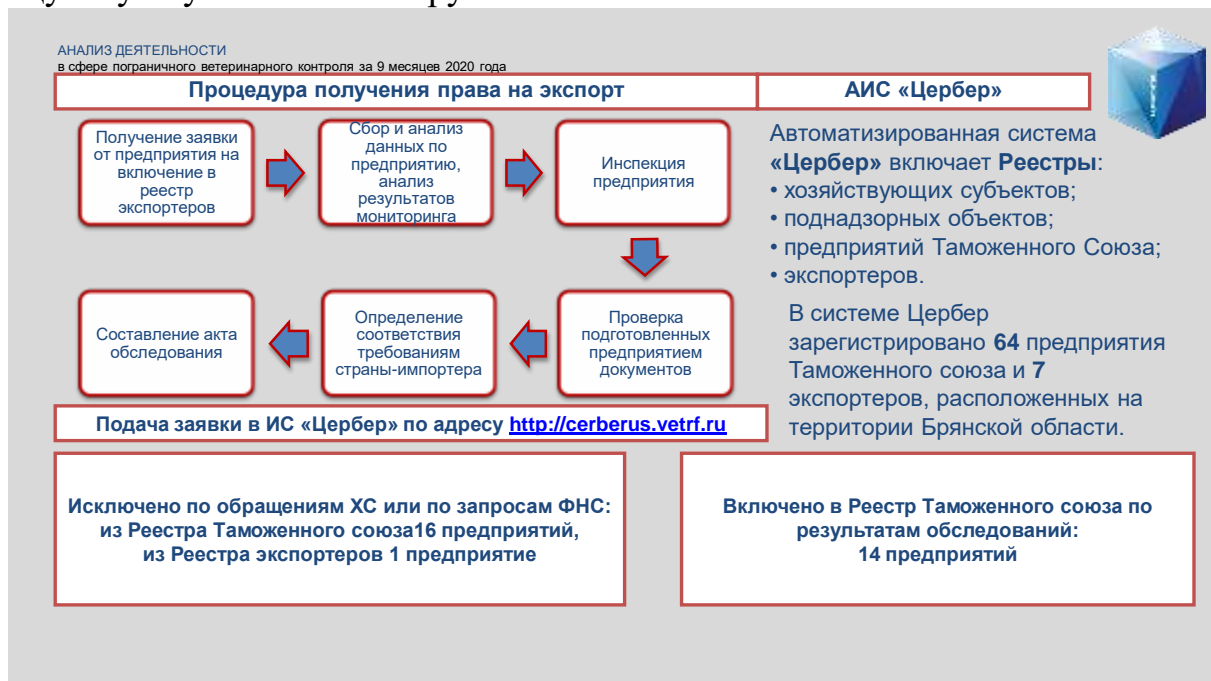 АНАЛИЗ ДЕЯТЕЛЬНОСТИ
в сфере пограничного ветеринарного контроля за 9 месяцев 2020 года
Процедура получения права на экспорт
АИС «Цербер»
Получение заявки
от предприятия на
включение в
реестр
экспортеров
Сбор и анализ
данных по
предприятию,
анализ
результатов
мониторинга
Инспекция
предприятия
Составление акта
обследования
Определение
соответствия
требованиям
страны-импортера
Проверка
подготовленных
предприятием
документов
Подача заявки в ИС «Цербер» по адресу http://cerberus.vetrf.ru
Автоматизированная система
«Цербер» включает Реестры:
• хозяйствующих субъектов;
• поднадзорных объектов;
• предприятий Таможенного Союза;
• экспортеров.
В системе Цербер
зарегистрировано 64 предприятия
Таможенного союза и 7
экспортеров, расположенных на
территории Брянской области.
Исключено по обращениям ХС или по запросам ФНС:
из Реестра Таможенного союза16 предприятий,
из Реестра экспортеров 1 предприятие
Включено в Реестр Таможенного союза по
результатам обследований:
14 предприятий